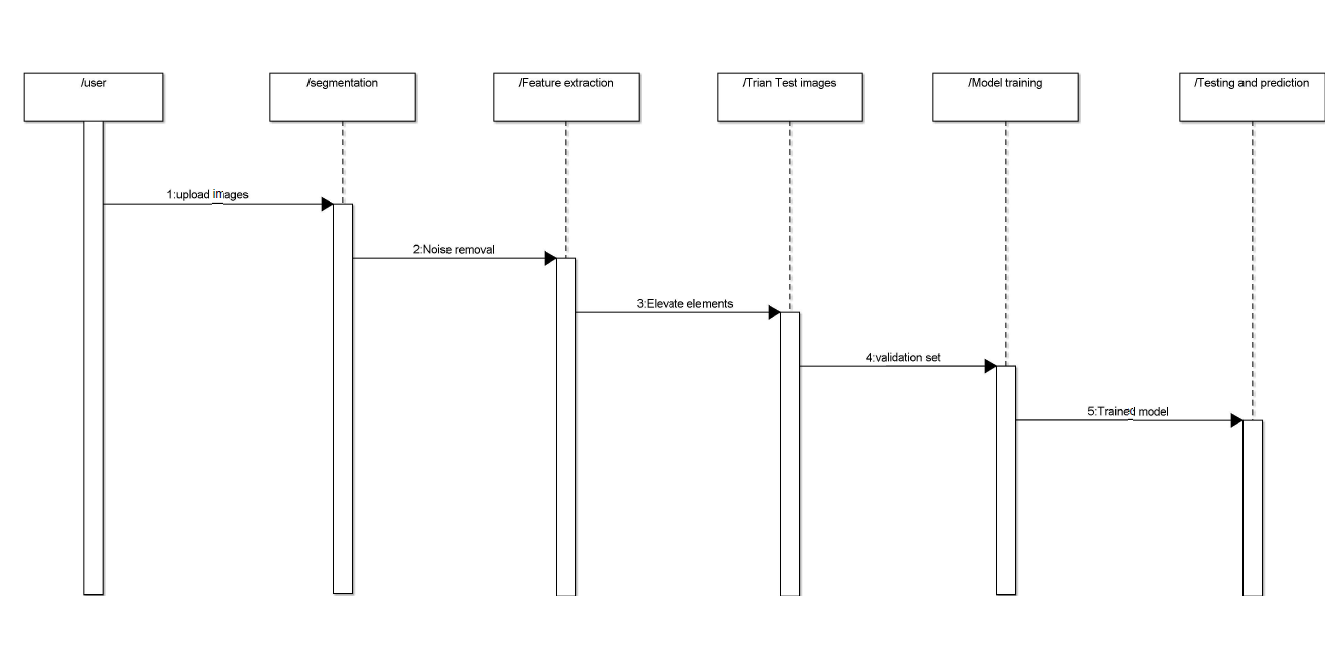 /user
/segmentation
/Feature extraction
/Trian Test images
/Model training
/Testing and prediction
1:upload images
2:Noise removal
3:Elevate elements
4:validation set
5:Trained model